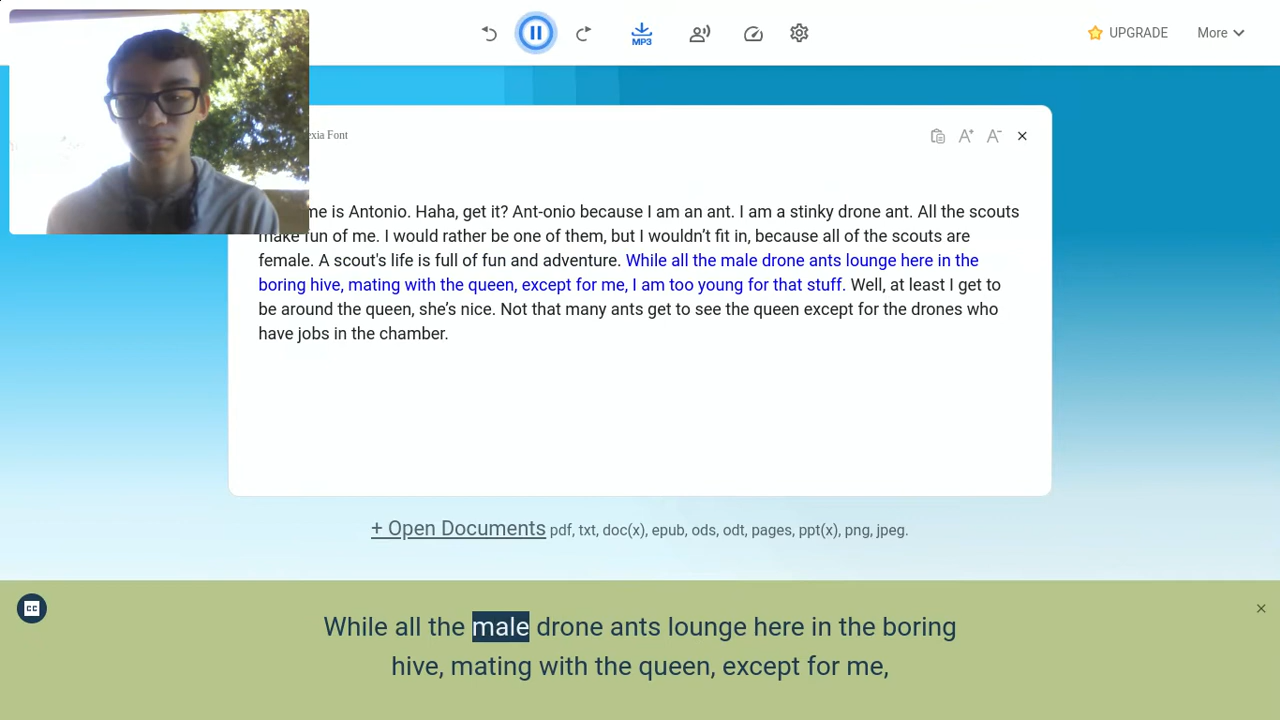 MP3
UPGRADE
More
Font
A+
A-
is Antonio. Haha, get it? Ant-onio because I am an ant. I am a stinky drone ant. All the scouts
make fun of me. I would rather be one of them, but I wouldn’t fit in, because all of the scouts are
female. A scout's life is full of fun and adventure. While all the male drone ants lounge here in the
boring hive, mating with the queen, except for me, I am too young for that stuff. Well, at least I get to
be around the queen, she’s nice. Not that many ants get to see the queen except for the drones who
have jobs in the chamber.
+ Open Documents pdf, txt, doc(x), epub, ods, odt, pages, ppt(x), png, jpeg.
CC
While all the male drone ants lounge here in the boring
hive, mating with the queen, except for me,